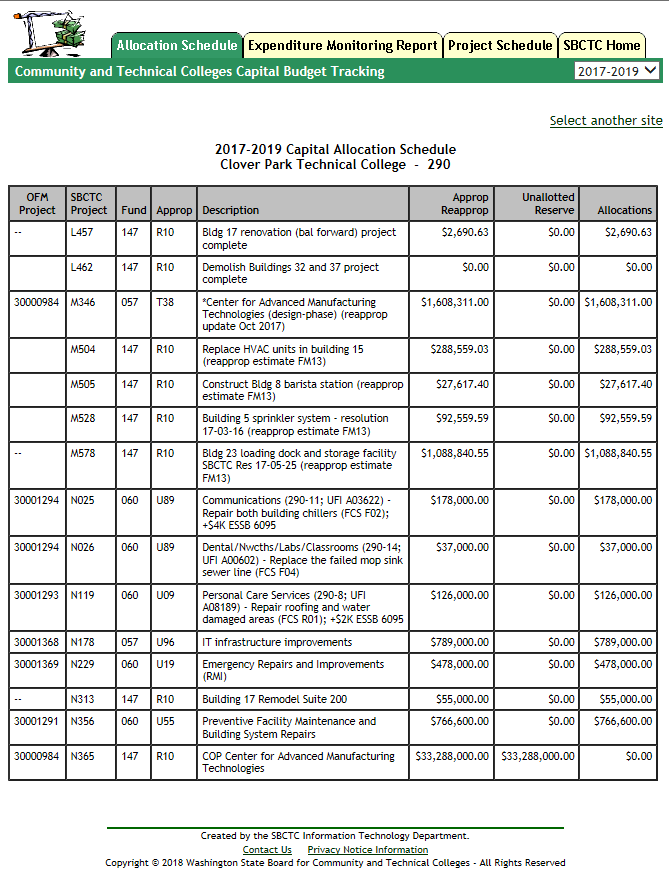 Allocation Schedule Expenditure Monitoring Report Project Schedule SBCTC Home
Community and Technical Colleges Capital Budget Tracking 2017-2019
Select another site
2017-2019 Capital Allocation Schedule
Clover Park Technical College - 290
OFM Project SBCTC Project Fund Approp Description Approp Reapprop Unallotted Reserve Allocations
-- L457 147 R10 Bldg 17 renovation (bal forward) project $2,690.63 $0.00 $2,690.63
complete
L462 147 R10 Demolish Buildings 32 and 37 project $0.00 $0.00 $0.00
complete
30000984 M346 057 T38 *Center for Advanced Manufacturing $1,608,311.00 $0.00 $1,608,311.00
Technologies (design-phase) (reapprop
update Oct 2017)
M504 147 R10 Replace HVAC units in building 15 $288,559.03 $0.00 $288,559.03
(reapprop estimate FM13)
M505 147 R10 Construct Bldg 8 barista station (reapprop $27,617.40 $0.00 $27,617.40
estimate FM13)
M528 147 R10 Building 5 sprinkler system - resolution $92,559.59 $0.00 $92,559.59
17-03-16 (reapprop estimate FM13)
-- M578 147 R10 Bldg 23 loading dock and storage facility $1,088,840.55 $0.00 $1,088,840.55
SBCTC Res 17-05-25 (reapprop estimate
FM13)
30001294 N025 060 U89 Communications (290-11; UFI A03622) - $178,000.00 $0.00 $178,000.00
Repair both building chillers (FCS F02);
+$4K ESSB 6095
30001294 N026 060 U89 Dental/Nwcths/Labs/Classrooms (290-14; $37,000.00 $0.00 $37,000.00
UFI A00602) - Replace the failed mop sink
sewer line (FCS F04)
30001293 N119 060 U09 Personal Care Services (290-8; UFI $126,000.00 $0.00 $126,000.00
A08189) - Repair roofing and water
damaged areas (FCS R01); +$2K ESSB 6095
30001368 N178 057 U96 IT infrastructure improvements $789,000.00 $0.00 $789,000.00
30001369 N229 060 U19 Emergency Repairs and Improvements $478,000.00 $0.00 $478,000.00
(RMI)
-- N313 147 R10 Building 17 Remodel Suite 200 $55,000.00 $0.00 $55,000.00
30001291 N356 060 U55 Preventive Facility Maintenance and $766,600.00 $0.00 $766,600.00
Building System Repairs
30000984 N365 147 R10 COP Center for Advanced Manufacturing $33,288,000.00 $33,288,000.00 $0.00
Technologies
Created by the SBCTC Information Technology Department.
Contact Us Privacy Notice Information
Copyright © 2018 Washington State Board for Community and Technical Colleges - All Rights Reserved